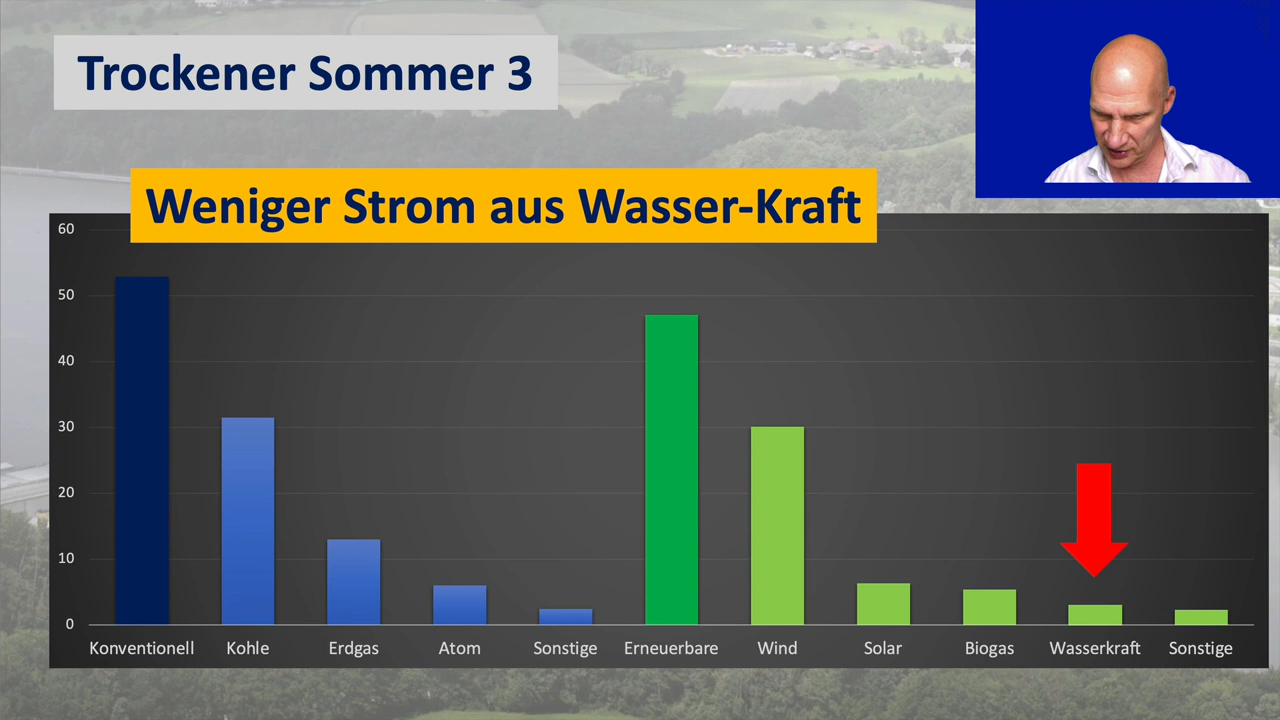 Trockener Sommer 3
Weniger Strom aus Wasser-Kraft
60
50
40
30
20
10
0
Konventionell Kohle Erdgas Atom Sonstige Erneuerbare Wind Solar Biogas Wasserkraft Sonstige